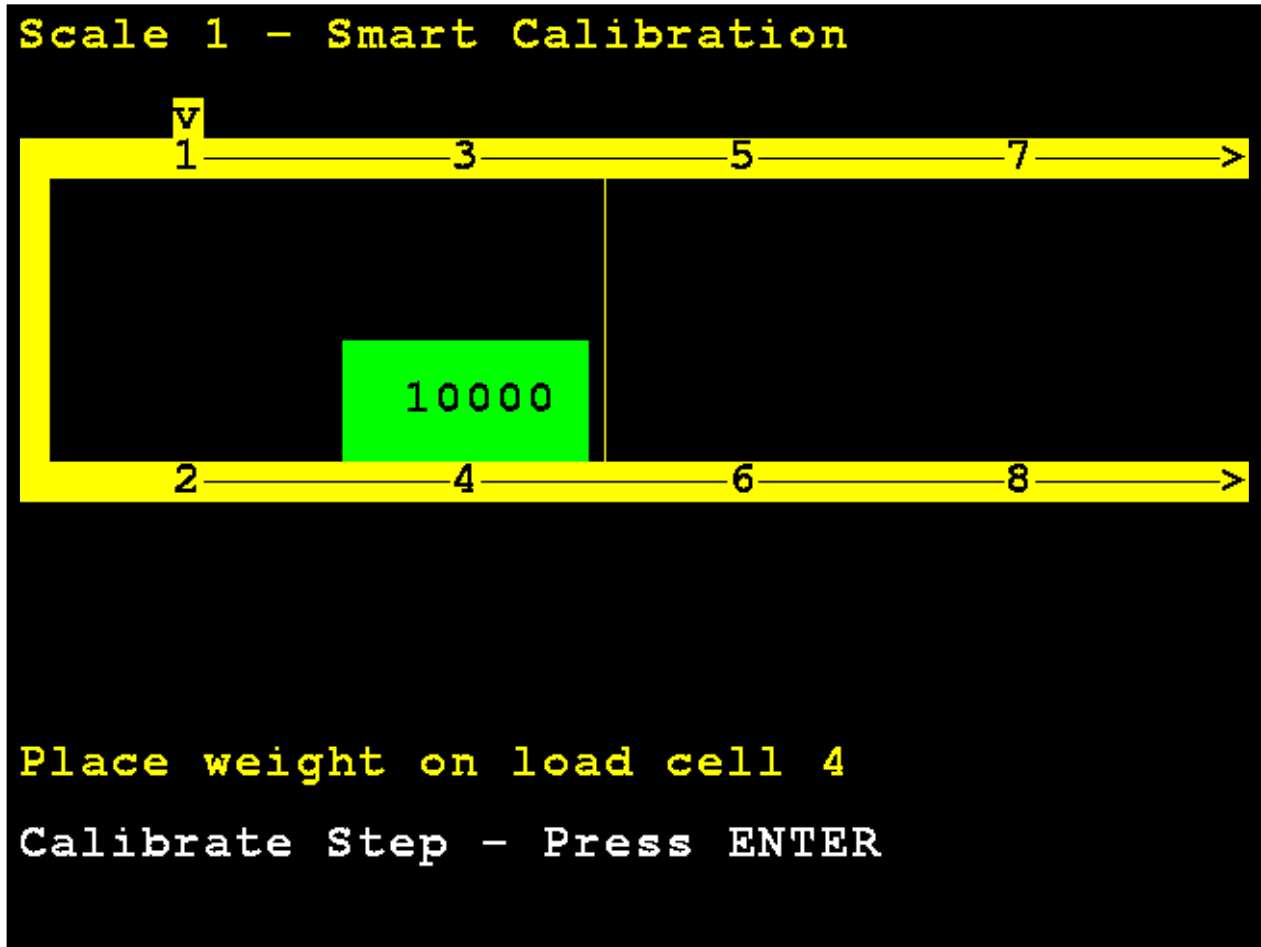 Scale 1 - Smart Calibration
v
1 3 5 7 >
10000
2 4 6 8 >
Place weight on load cell 4
Calibrate Step - Press ENTER